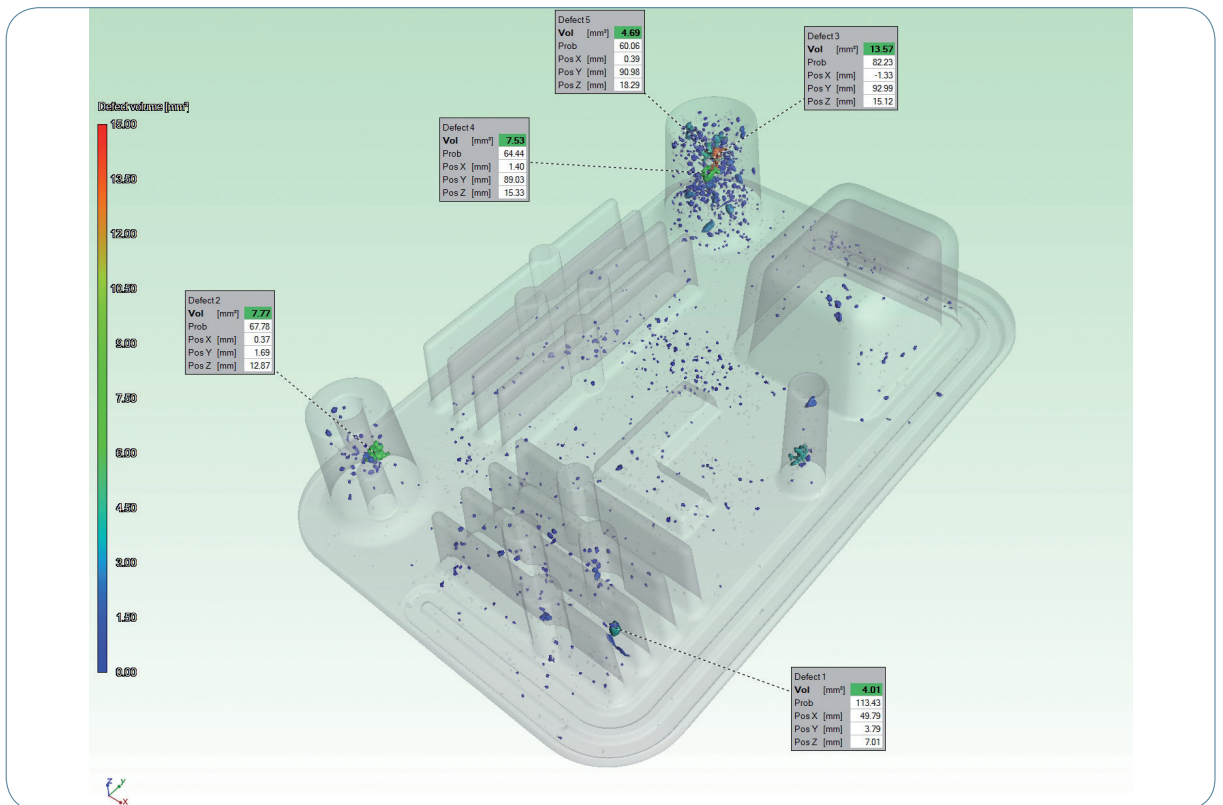 Defect 5
Vol [mm³] 4.69
Prob 60.06
Pos X [mm] 0.39
Pos Y [mm] 90.98
Pos Z [mm] 18.29
Defect 3
Vol [mm³] 13.57
Prob 82.23
Pos X [mm] -1.33
Pos Y [mm] 92.99
Pos Z [mm] 15.12
Defect volume [mm³]
15.00
13.50
12.00
10.50
9.00
7.50
6.00
4.50
3.00
1.50
0.00
Defect 4
Vol [mm³] 7.53
Prob 64.44
Pos X [mm] 1.40
Pos Y [mm] 89.03
Pos Z [mm] 15.33
Defect 2
Vol [mm³] 7.77
Prob 67.78
Pos X [mm] 0.37
Pos Y [mm] 1.69
Pos Z [mm] 12.87
Defect 1
Vol [mm³] 4.01
Prob 113.43
Pos X [mm] 49.79
Pos Y [mm] 3.79
Pos Z [mm] 7.01
Z
Y
X